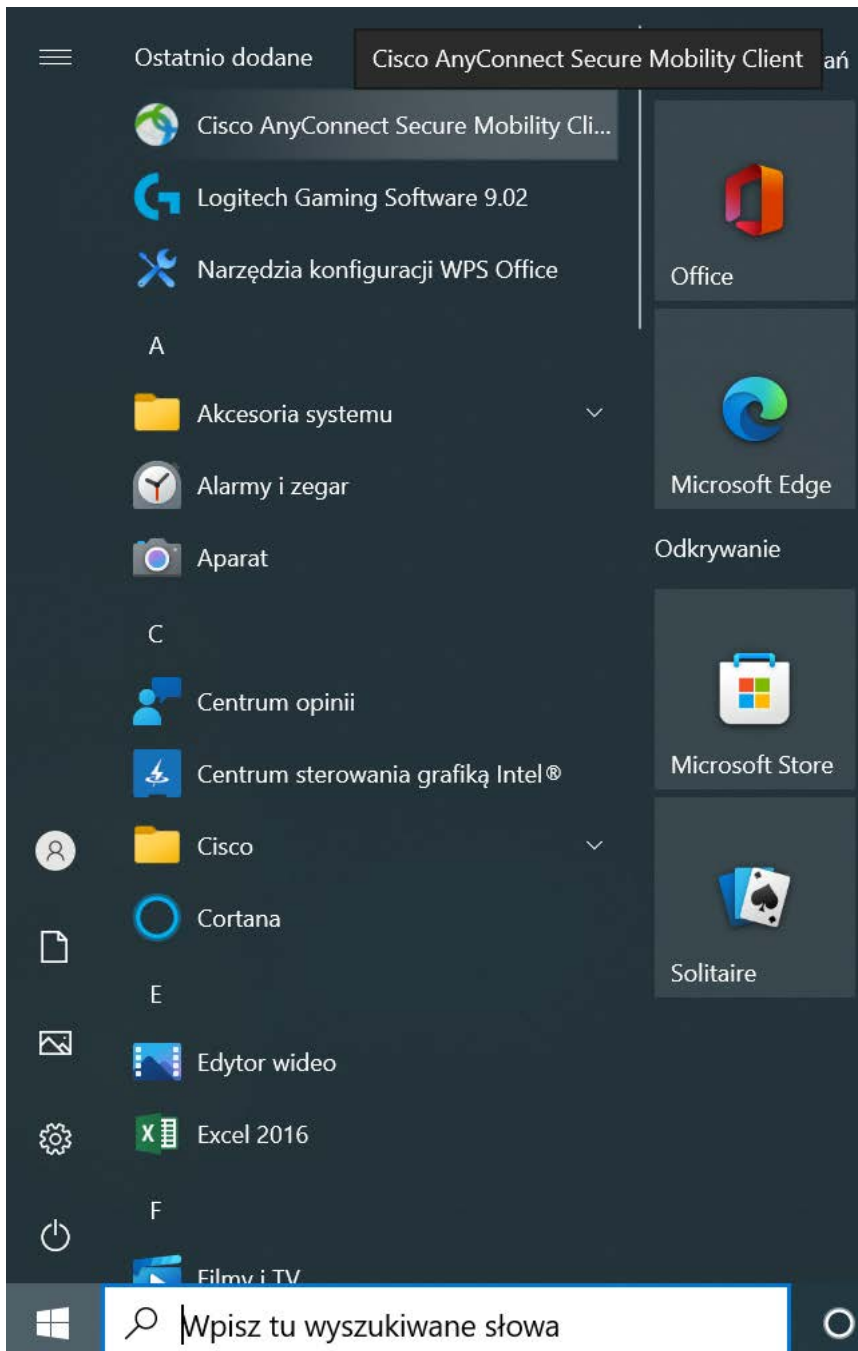 Ostatnio dodane
Cisco AnyConnect Secure Mobility Client
ań
Cisco AnyConnect Secure Mobility Cli...
Logitech Gaming Software 9.02
Narzędzia konfiguracji WPS Office
Office
A
Akcesoria systemu
Alarmy i zegar
Microsoft Edge
Aparat
Odkrywanie
C
Centrum opinii
Centrum sterowania grafiką Intel®
Microsoft Store
Cisco
Cortana
Solitaire
E
Edytor wideo
Excel 2016
F
Filmy i TV
Wpisz tu wyszukiwane słowa